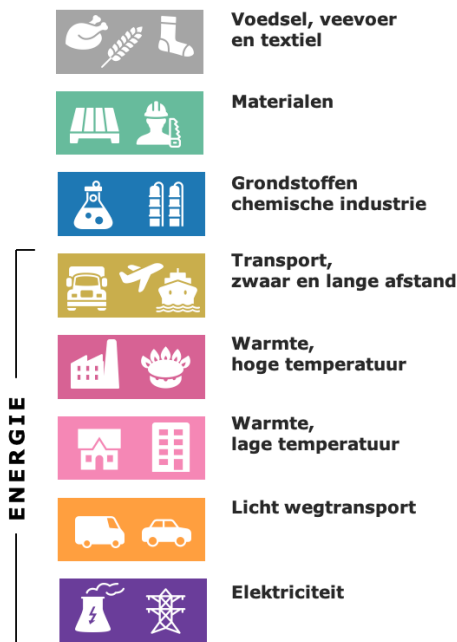 Voedsel, veevoer
en textiel
Materialen
Grondstoffen
chemische industrie
Transport,
zwaar en lange afstand
Warmte,
hoge temperatuur
Warmte,
lage temperatuur
Licht wegtransport
Elektriciteit
ENERGIE